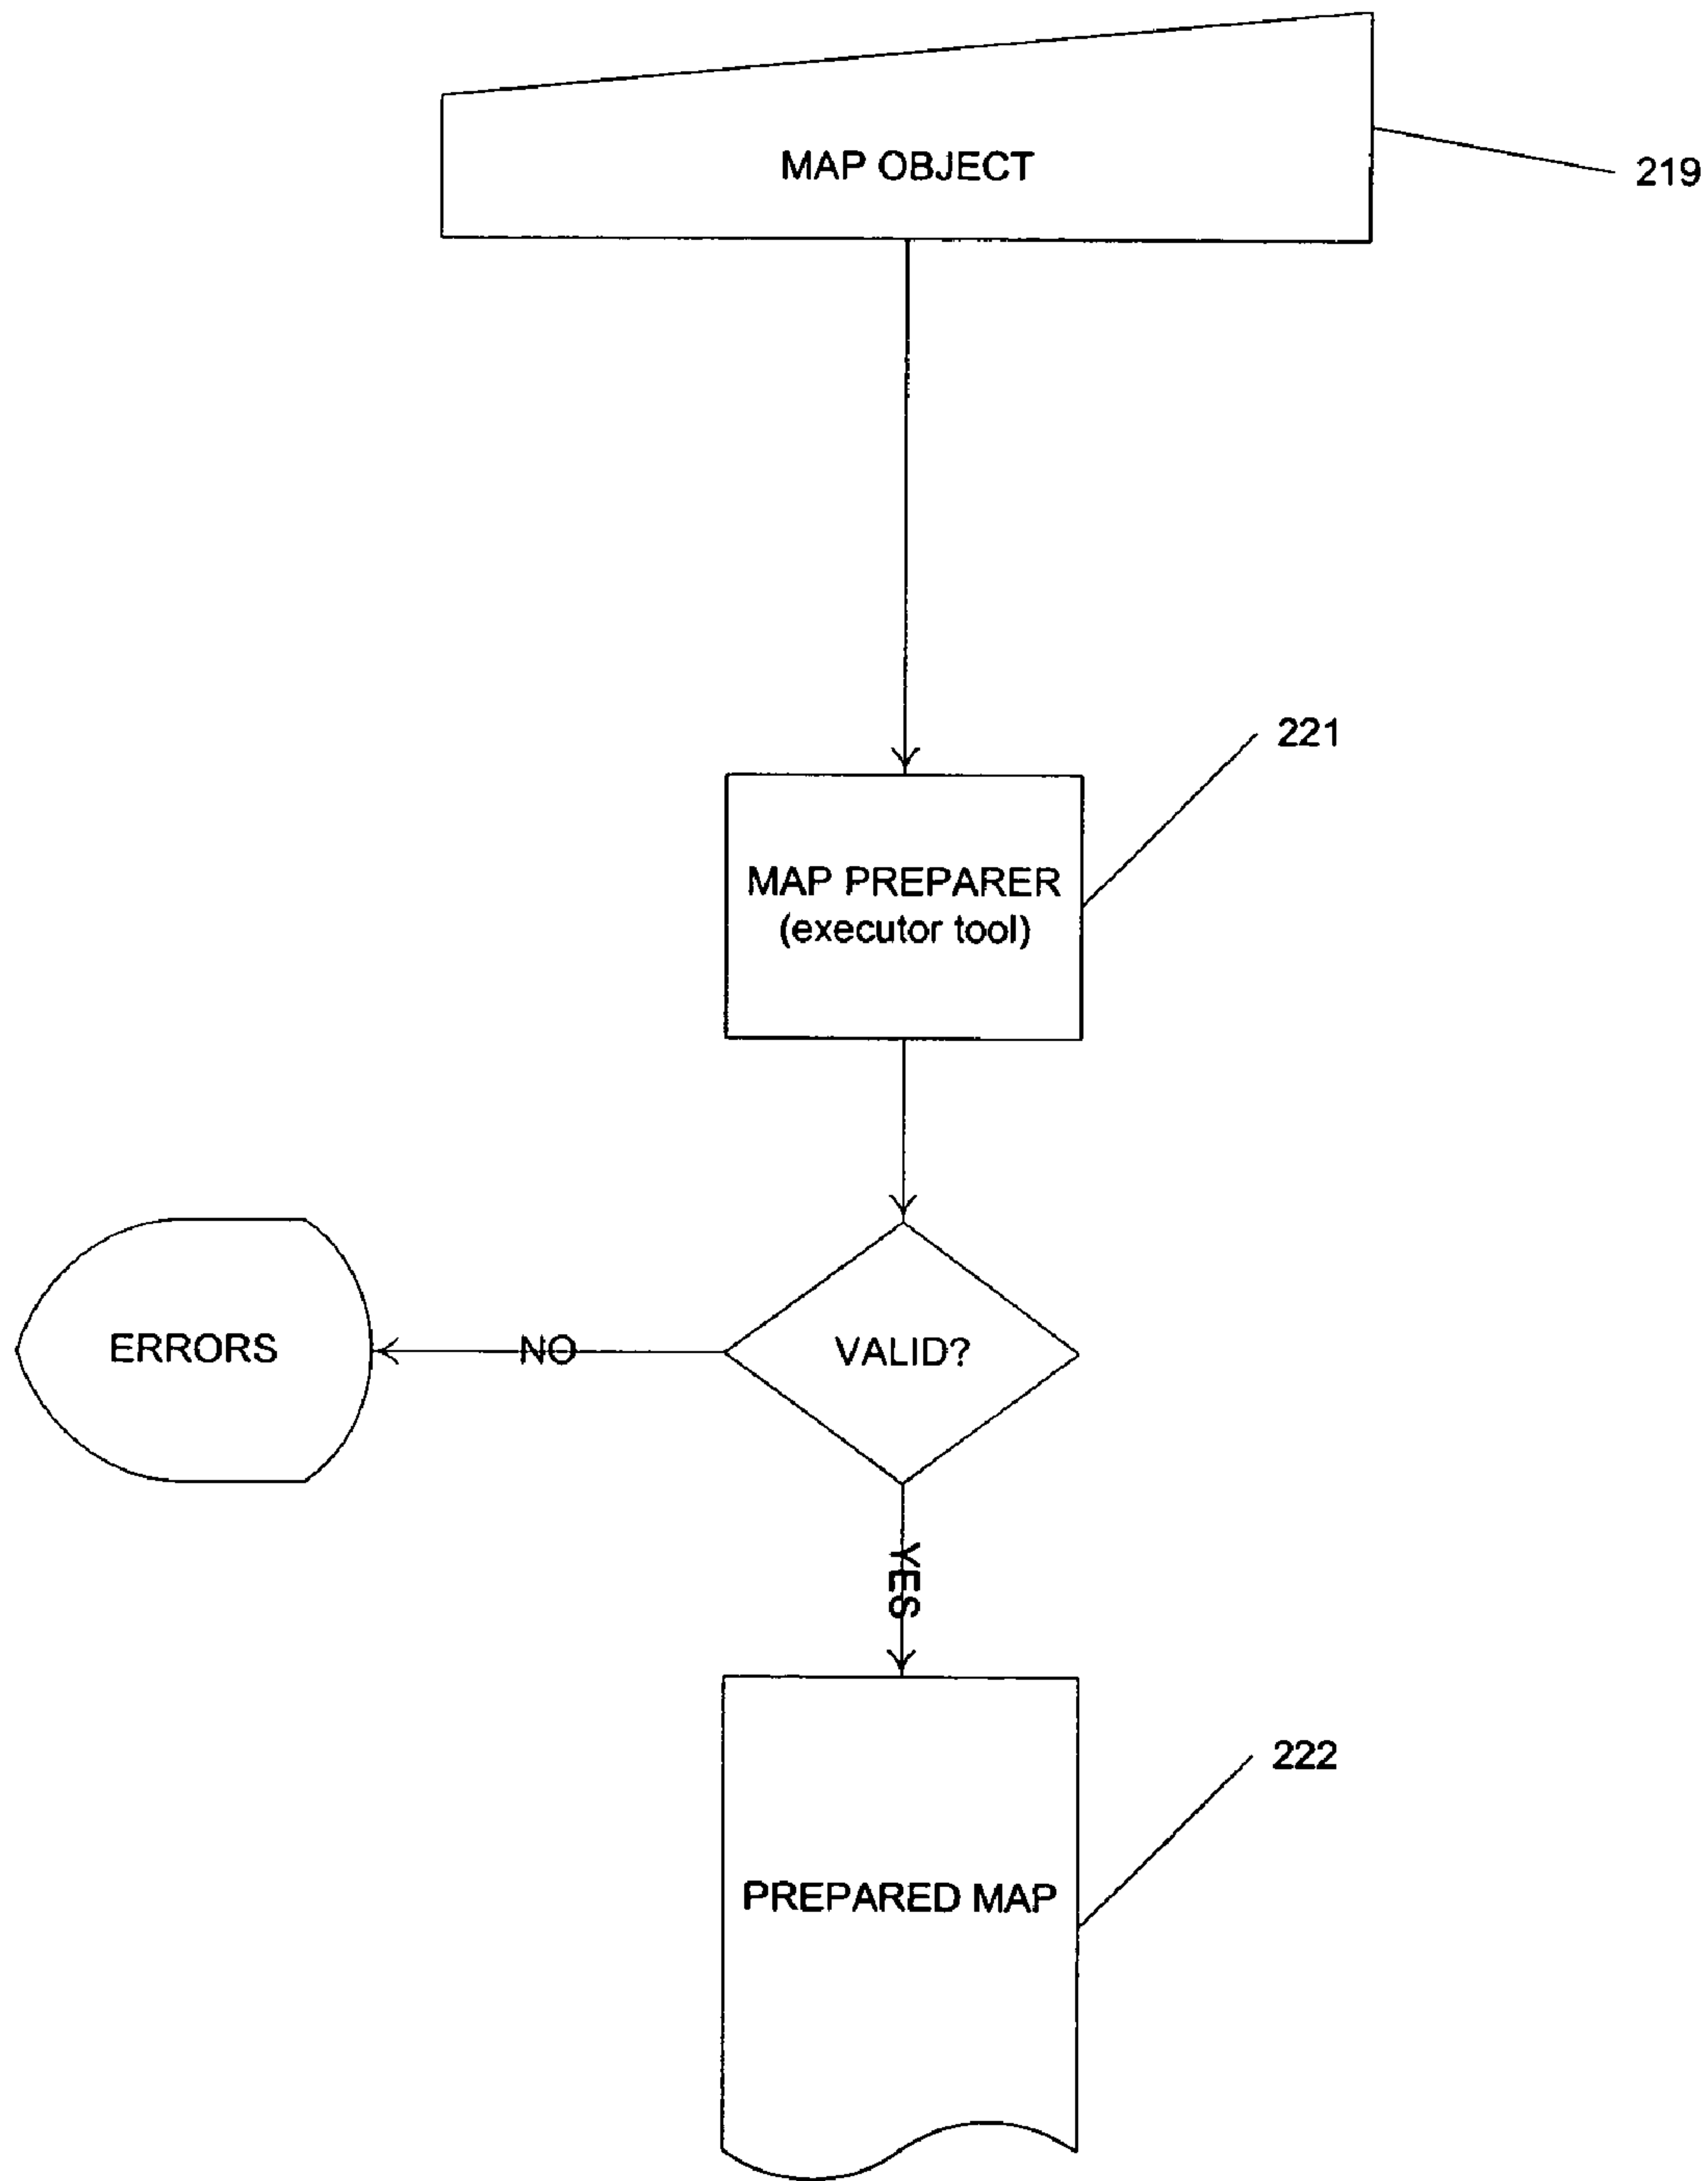 MAP OBJECT
219
221
MAP PREPARER
(executor tool)
ERRORS
NO
VALID?
YES
222
PREPARED MAP